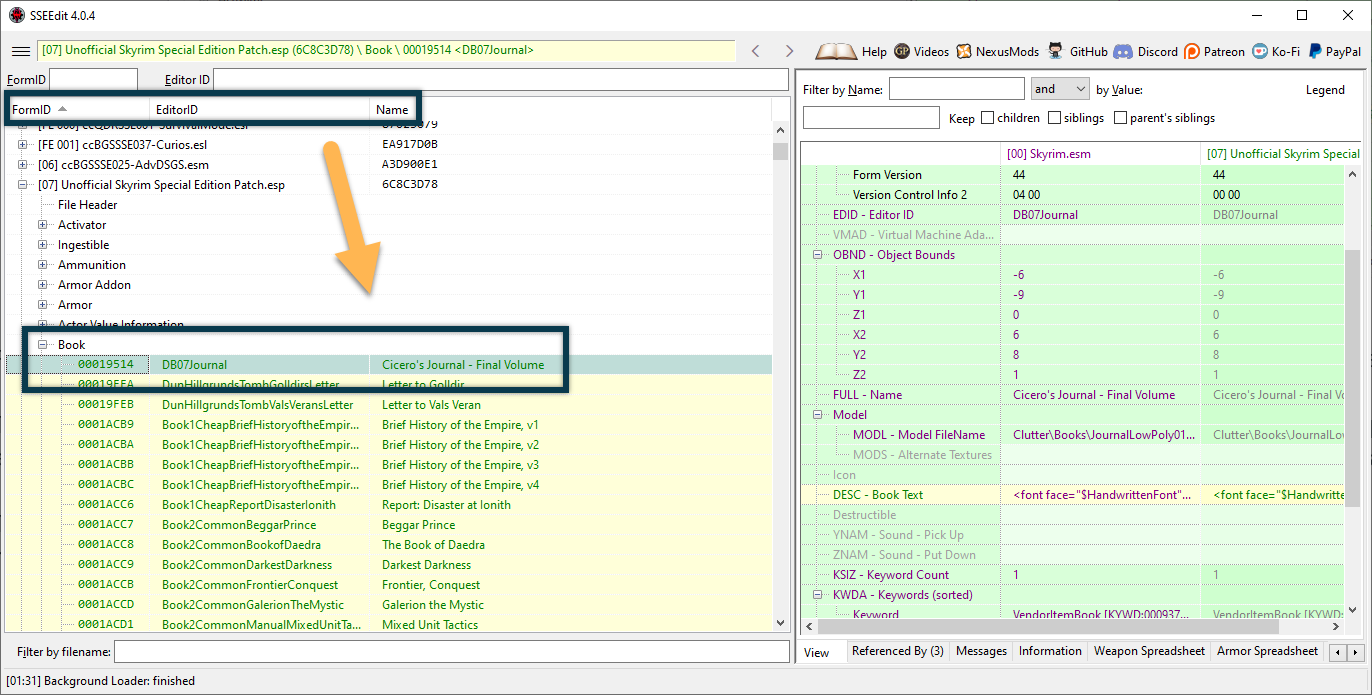 SSEEdit 4.0.4
[07] Unofficial Skyrim Special Edition Patch.esp (6C8C3D78) \ Book \ 00019514 <DB07Journal>
Help GP Videos NexusMods GitHub Discord Patreon Ko-Fi PayPal
FormID Editor ID
FormID EditorID Name
EA917D0B
[FE 001] ccBGSSSE037-Curios.esl
[06] ccBGSSSE025-AdvDSGS.esm A3D900E1
[07] Unofficial Skyrim Special Edition Patch.esp 6C8C3D78
File Header
Activator
Ingestible
Ammunition
Armor Addon
Armor
Actor Value Information
Book
00019514 DB07Journal Cicero's Journal - Final Volume
00019FEA DunHillgrundsTombGolldirsLetter Letter to Golldir
00019FEB DunHillgrundsTombValsVeransLetter Letter to Vals Veran
0001ACB9 Book1CheapBriefHistoryoftheEmpir... Brief History of the Empire, v1
0001ACBA Book1CheapBriefHistoryoftheEmpir... Brief History of the Empire, v2
0001ACBB Book1CheapBriefHistoryoftheEmpir... Brief History of the Empire, v3
0001ACBC Book1CheapBriefHistoryoftheEmpir... Brief History of the Empire, v4
0001ACC6 Book1CheapReportDisasterIonith Report: Disaster at Ionith
0001ACC7 Book2CommonBeggarPrince Beggar Prince
0001ACC8 Book2CommonBookofDaedra The Book of Daedra
0001ACC9 Book2CommonDarkestDarkness Darkest Darkness
0001ACCB Book2CommonFrontierConquest Frontier, Conquest
0001ACCD Book2CommonGalerionTheMystic Galerion the Mystic
0001ACD1 Book2CommonManualMixedUnitTa... Mixed Unit Tactics
Filter by filename:
[01:31] Background Loader: finished
Filter by Name: and by Value: Legend
Keep children siblings parent's siblings
[00] Skyrim.esm [07] Unofficial Skyrim Special
Form Version 44 44
Version Control Info 2 04 00 00 00
EDID - Editor ID DB07Journal DB07Journal
VMAD - Virtual Machine Ada...
OBND - Object Bounds
X1 -6 -6
Y1 -9 -9
Z1 0 0
X2 6 6
Y2 8 8
Z2 1 1
FULL - Name Cicero's Journal - Final Volume Cicero's Journal - Final Vo
Model
MODL - Model FileName Clutter\Books\JournalLowPoly01... Clutter\Books\JournalLow
MODS - Alternate Textures
Icon
DESC - Book Text <font face="$HandwrittenFont"... <font face="$Handwritte
Destructible
YNAM - Sound - Pick Up
ZNAM - Sound - Put Down
KSIZ - Keyword Count 1 1
KWDA - Keywords (sorted)
Keyword VendorItemBook [KYWD:000937... VendorItemBook [KYWD:
View Referenced By (3) Messages Information Weapon Spreadsheet Armor Spreadsheet